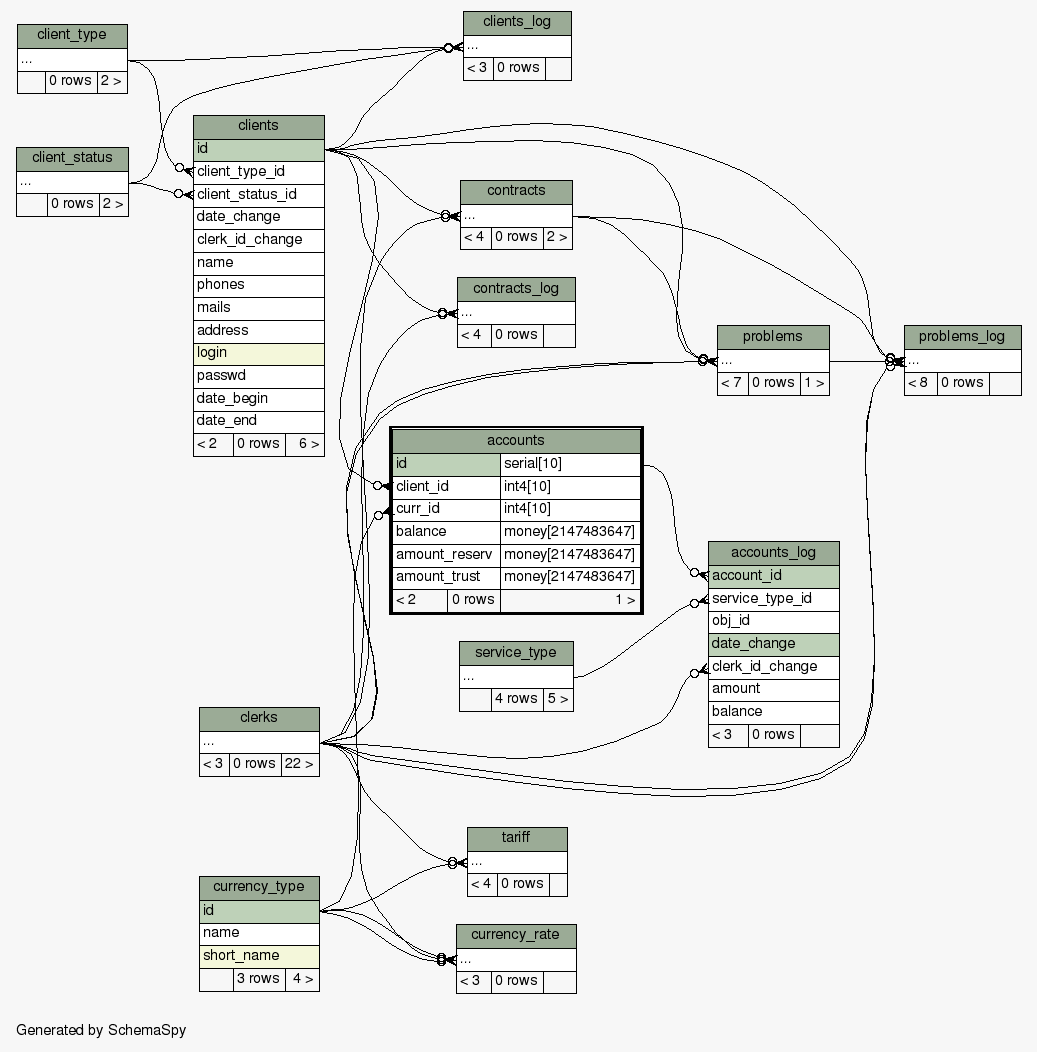 client_type
...
0 rows 2 >
clients_log
...
< 3 0 rows
client_status
...
0 rows 2 >
clients
id
client_type_id
client_status_id
date_change
clerk_id_change
name
phones
mails
address
login
passwd
date_begin
date_end
< 2 0 rows 6 >
contracts
...
< 4 0 rows 2 >
contracts_log
...
< 4 0 rows
problems
...
< 7 0 rows 1 >
problems_log
...
< 8 0 rows
accounts
id serial[10]
client_id int4[10]
curr_id int4[10]
balance money[2147483647]
amount_reserv money[2147483647]
amount_trust money[2147483647]
< 2 0 rows 1 >
accounts_log
account_id
service_type_id
obj_id
date_change
clerk_id_change
amount
balance
< 3 0 rows
service_type
...
4 rows 5 >
clerks
...
< 3 0 rows 22 >
tariff
...
< 4 0 rows
currency_type
id
name
short_name
3 rows 4 >
currency_rate
...
< 3 0 rows
Generated by SchemaSpy